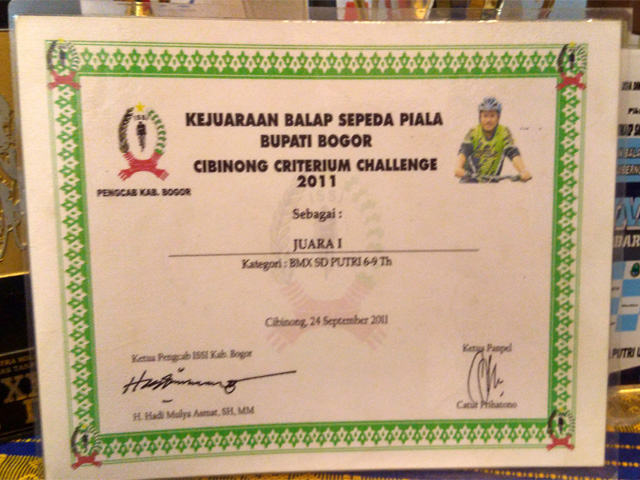 KEJUARAAN BALAP SEPEDA PIALA
BUPATI BOGOR
CIBINONG CRITERIUM CHALLENGE
2011
ISSI
PENGCAB KAB. BOGOR
Sebagai :
JUARA I
Kategori : BMX SD PUTRI 6-9 Th
Cibinong, 24 September 2011
Ketua Pengcab ISSI Kab. Bogor
H. Hadi Mulya Asmat, SH, MM
Ketua Panpel
Catur Prihatono